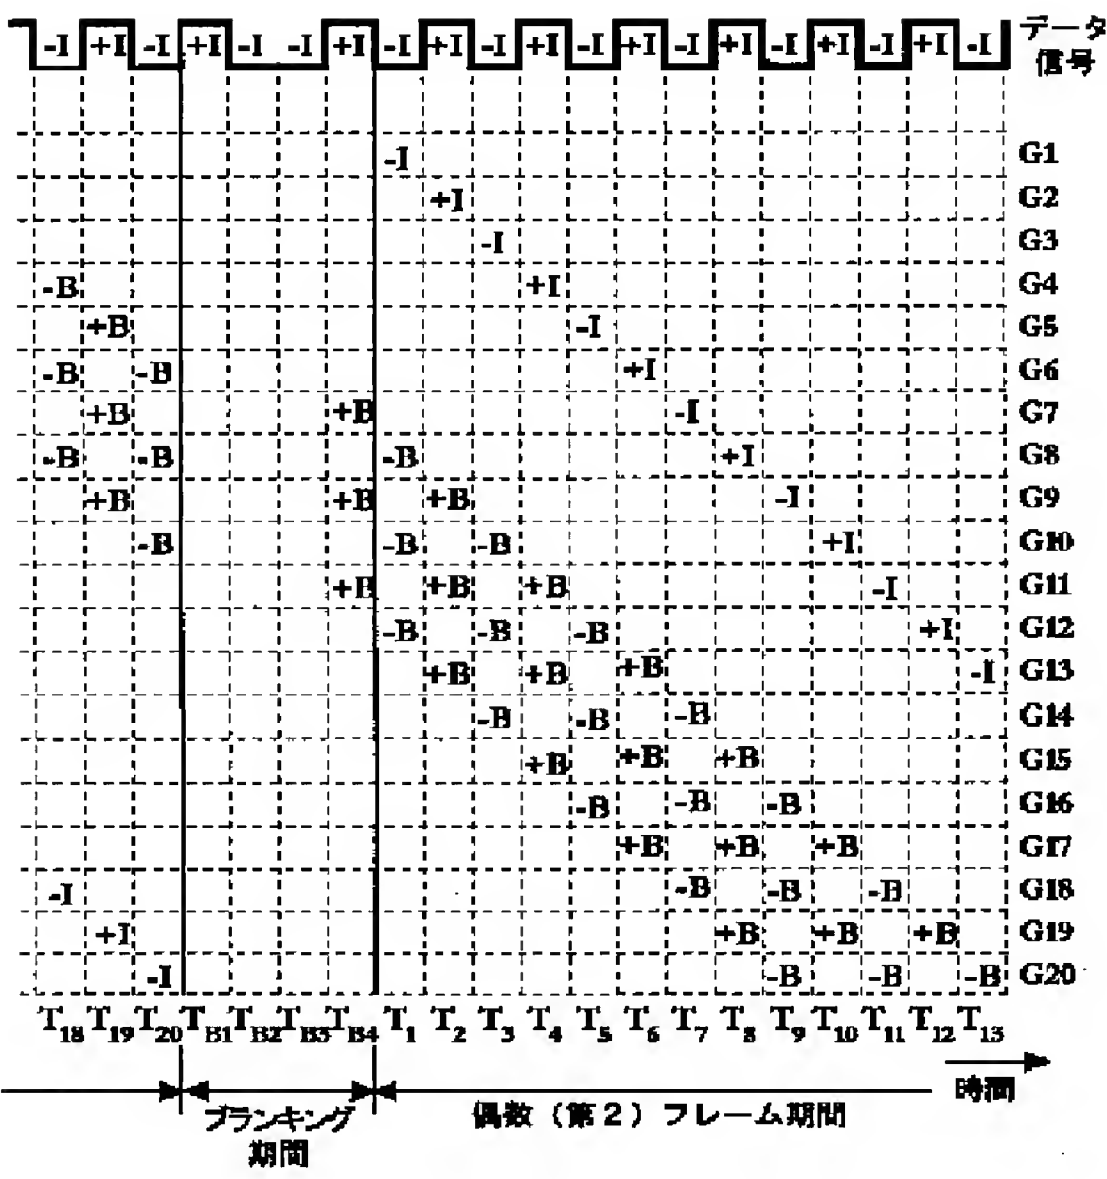 -I +I -I +I -I -I +I -I +I -I +I -I +I -I +I -I +I -I +I -I データ
信号
-I G1
+I G2
-I G3
-B +I G4
+B -I G5
-B -B +I G6
+B +B -I G7
-B -B -B +I G8
+B +B +B -I G9
-B -B -B +I G10
+B +B +B -I G11
-B -B -B +I G12
+B +B +B -I G13
-B -B -B G14
+B +B +B G15
-B -B -B G16
+B +B +B G17
-I -B -B -B G18
+I +B +B +B G19
-I -B -B -B G20
T18 T19 T20 TB1 TB2 TB3 TB4 T1 T2 T3 T4 T5 T6 T7 T8 T9 T10 T11 T12 T13
時間
ブランキング
期間
偶数（第２）フレーム期間